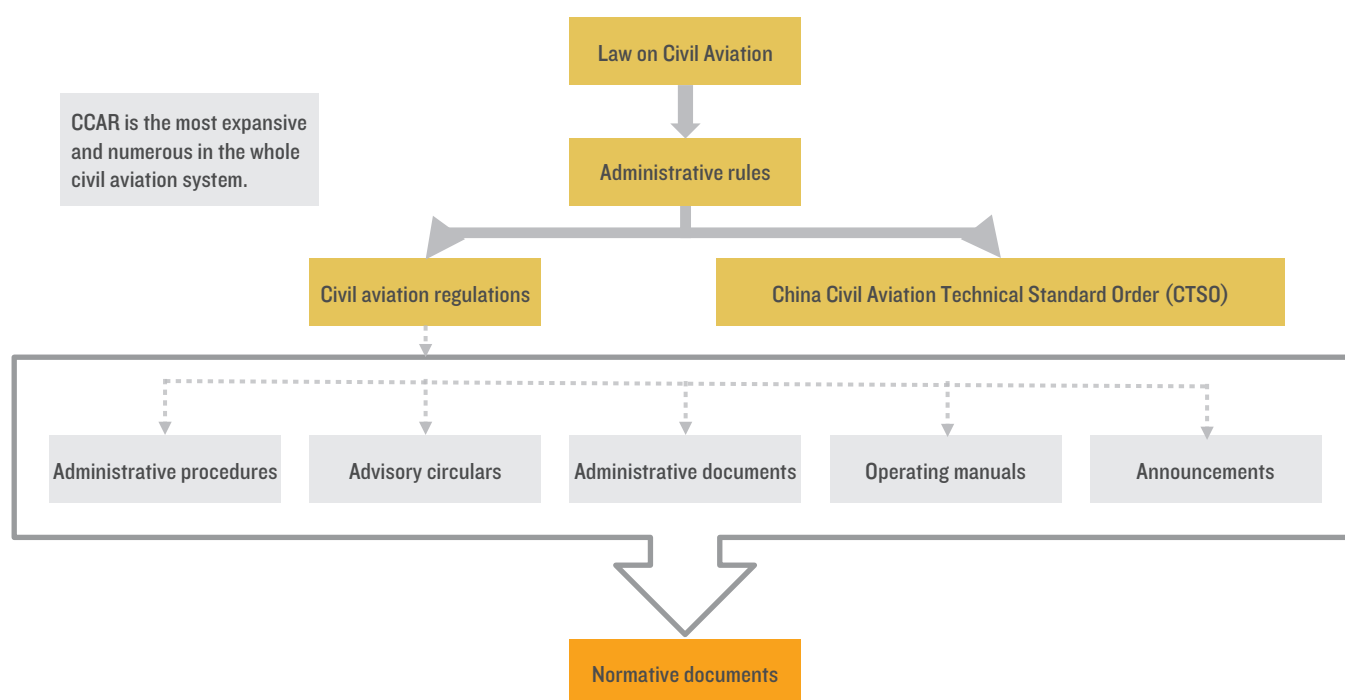 Law on Civil Aviation
CCAR is the most expansive
and numerous in the whole
civil aviation system.
Administrative rules
Civil aviation regulations
China Civil Aviation Technical Standard Order (CTSO)
Administrative procedures
Advisory circulars
Administrative documents
Operating manuals
Announcements
Normative documents